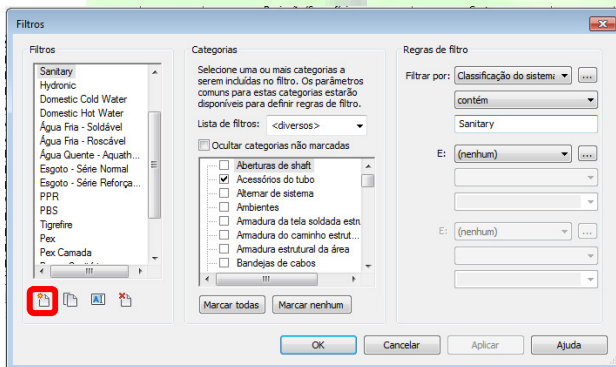 Filtros
Filtros
Sanitary
Hydronic
Domestic Cold Water
Domestic Hot Water
Água Fria - Soldável
Água Fria - Roscável
Água Quente - Aquath...
Esgoto - Série Normal
Esgoto - Série Reforça...
PPR
PBS
Tigrefire
Pex
Pex Camada
Categorias
Selecione uma ou mais categorias a
serem incluídas no filtro. Os parâmetros
comuns para estas categorias estarão
disponíveis para definir regras de filtro.
Lista de filtros: <diversos>
Ocultar categorias não marcadas
Aberturas de shaft
Acessórios do tubo
Alternar de sistema
Ambientes
Armadura da tela soldada estru
Armadura do caminho estrut...
Armadura estrutural da área
Bandejas de cabos
Marcar todas Marcar nenhum
Regras de filtro
Filtrar por: Classificação do sistema ...
contém
Sanitary
E: (nenhum) ...
E: (nenhum) ...
OK Cancelar Aplicar Ajuda